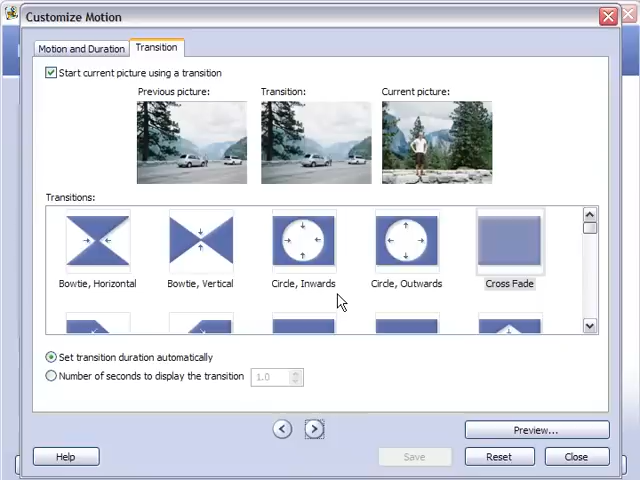 Customize Motion
Motion and Duration
Transition
Start current picture using a transition
Previous picture:
Transition:
Current picture:
Transitions:
Bowtie, Horizontal
Bowtie, Vertical
Circle, Inwards
Circle, Outwards
Cross Fade
Set transition duration automatically
Number of seconds to display the transition
1.0
Preview...
Help
Save
Reset
Close